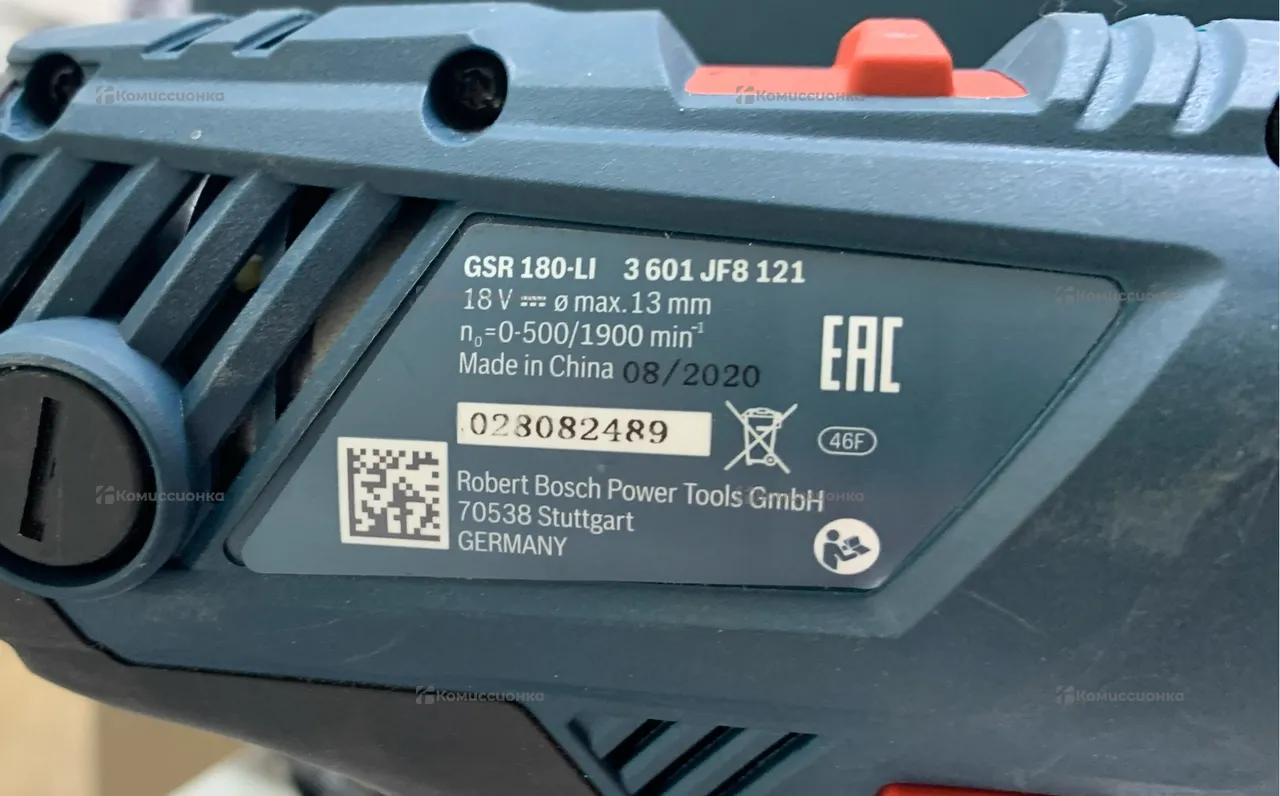 Комиссионка
Комиссионка
GSR 180-LI 3 601 JF8 121
18 V ⎓ ø max. 13 mm
Комиссионка
n₀=0-500/1900 min⁻¹
Made in China 08/2020
EAC
028082489
46F
Robert Bosch Power Tools GmbH
Комиссионка
Комиссионка
70538 Stuttgart
GERMANY
Комиссионка
Комиссионка